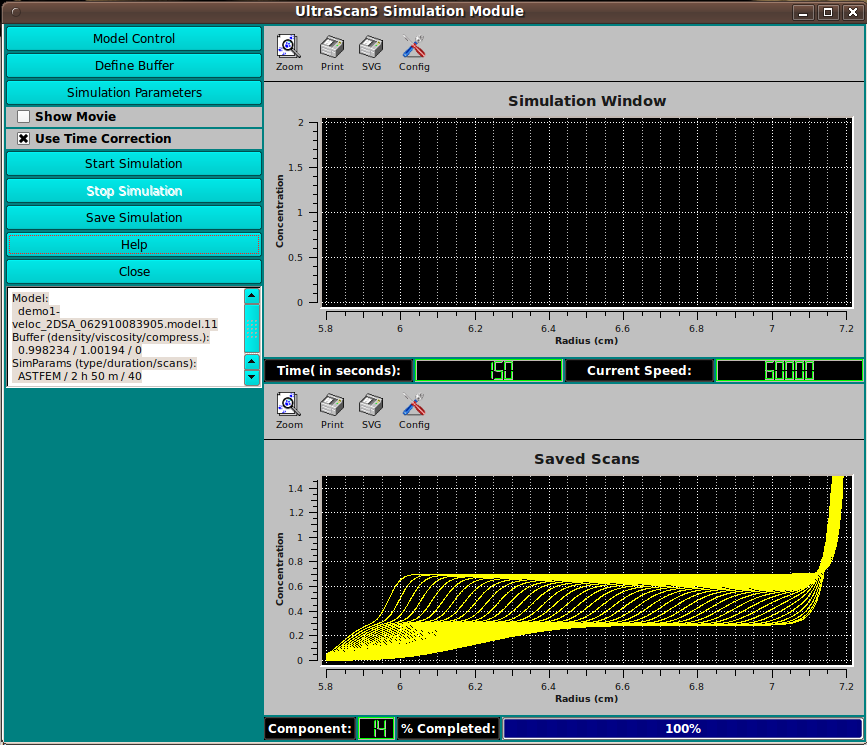 UltraScan3 Simulation Module
Model Control
Define Buffer
Simulation Parameters
Show Movie
Use Time Correction
Start Simulation
Stop Simulation
Save Simulation
Help
Close
Model:
demo1-
veloc_2DSA_062910083905.model.11
Buffer (density/viscosity/compress.):
0.998234 / 1.00194 / 0
SimParams (type/duration/scans):
ASTFEM / 2 h 50 m / 40
Zoom Print SVG Config
Simulation Window
Concentration
2
1.5
1
0.5
0
5.8 6 6.2 6.4 6.6 6.8 7 7.2
Radius (cm)
Time( in seconds): 150 Current Speed: 50000
Zoom Print SVG Config
Saved Scans
Concentration
1.4
1.2
1
0.8
0.6
0.4
0.2
0
5.8 6 6.2 6.4 6.6 6.8 7 7.2
Radius (cm)
Component: 14 % Completed: 100%